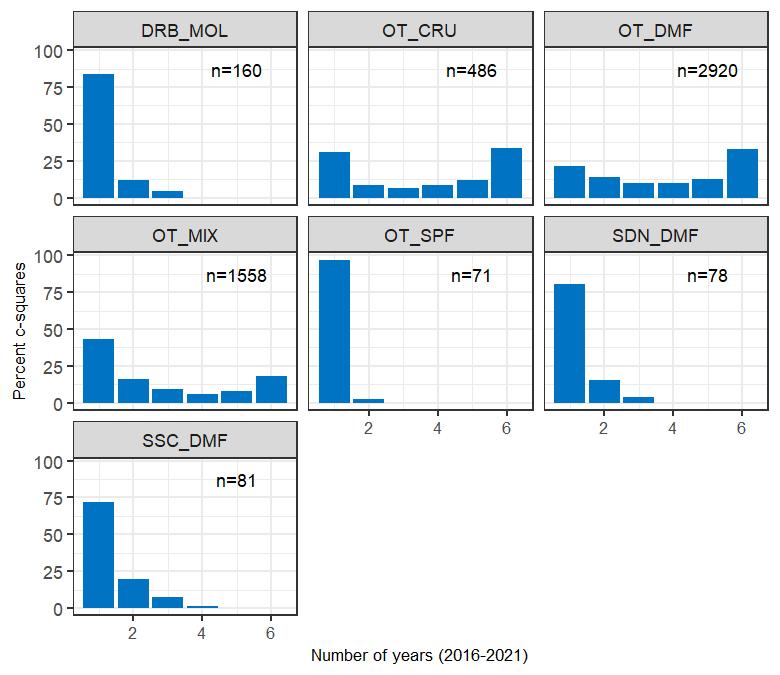 DRB_MOL OT_CRU OT_DMF
100 n=160 n=486 n=2920
75
50
25
0
OT_MIX OT_SPF SDN_DMF
100 n=1558 n=71 n=78
75
50
25
0
2 4 6 2 4 6
SSC_DMF
100 n=81
75
50
25
0
2 4 6
Percent c-squares
Number of years (2016-2021)